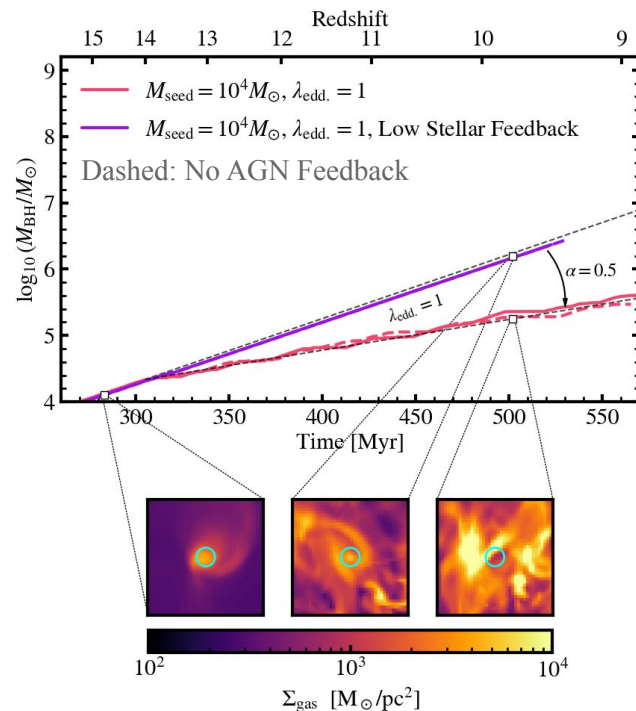 Redshift
15 14 13 12 11 10 9
M_seed = 10^4 M_⊙, λ_edd. = 1
M_seed = 10^4 M_⊙, λ_edd. = 1, Low Stellar Feedback
Dashed: No AGN Feedback
log_10 (M_BH/M_⊙)
9
8
7
6
5
4
α = 0.5
λ_edd. = 1
300 350 400 450 500 550
Time [Myr]
10^2 10^3 10^4
Σ_gas [M_⊙/pc^2]